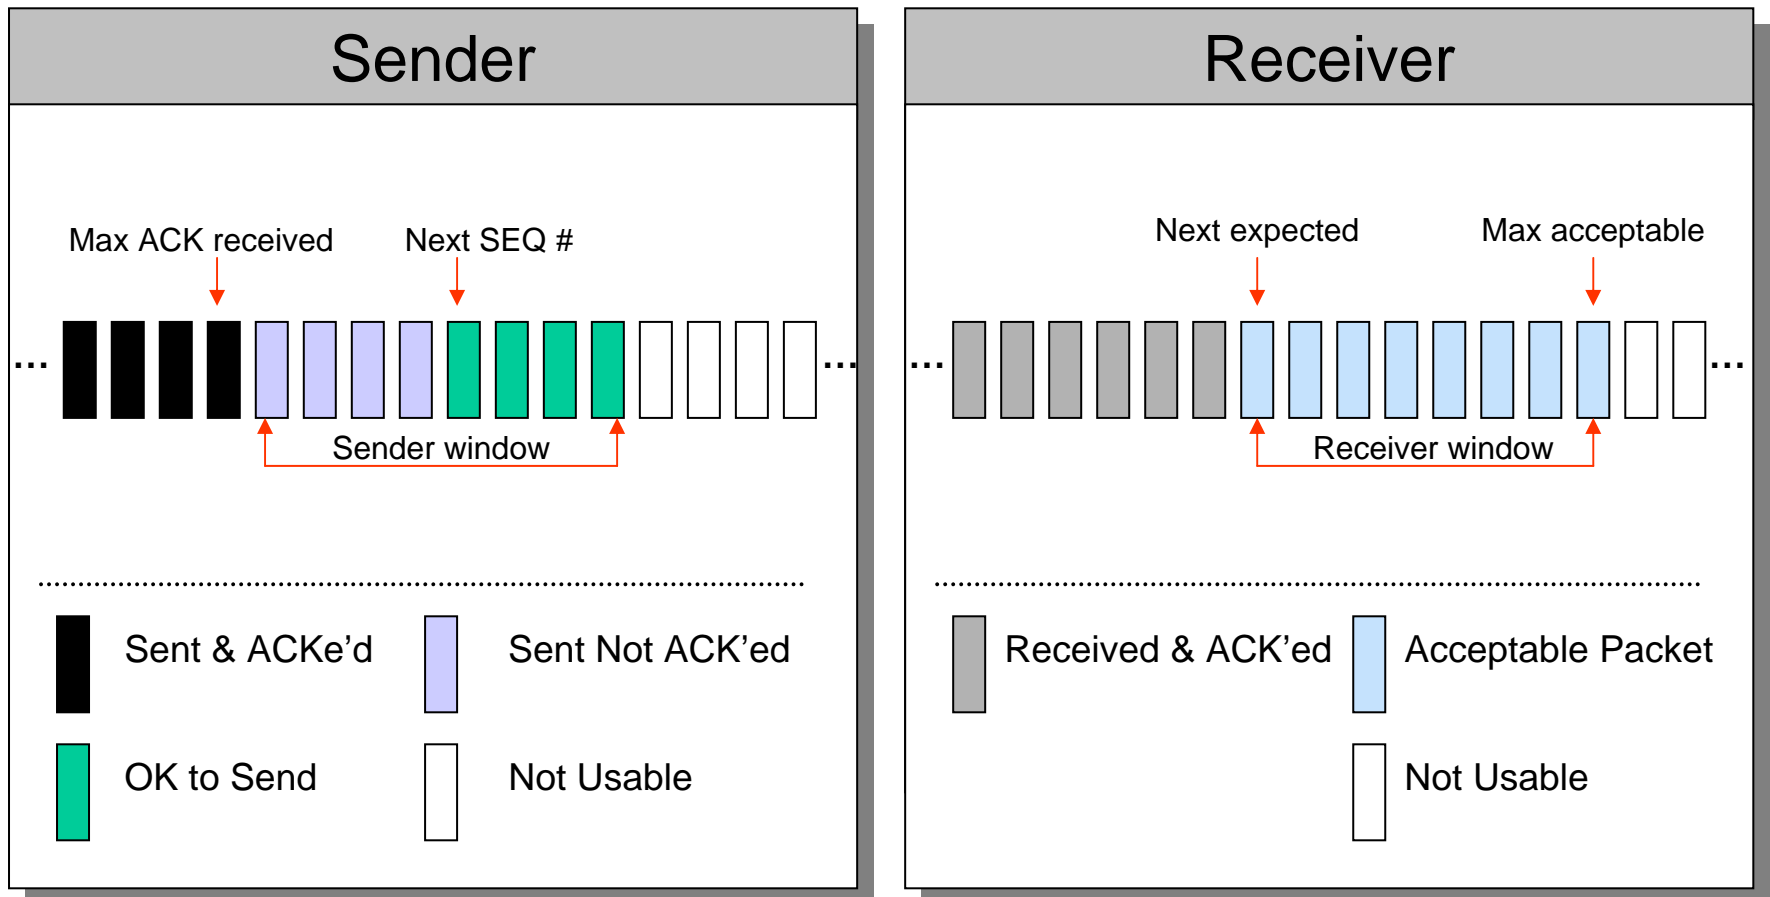 Sender
Max ACK received
Next SEQ #
...
...
Sender window
Sent & ACKe’d
Sent Not ACK’ed
OK to Send
Not Usable
Receiver
Next expected
Max acceptable
...
...
Receiver window
Received & ACK’ed
Acceptable Packet
Not Usable